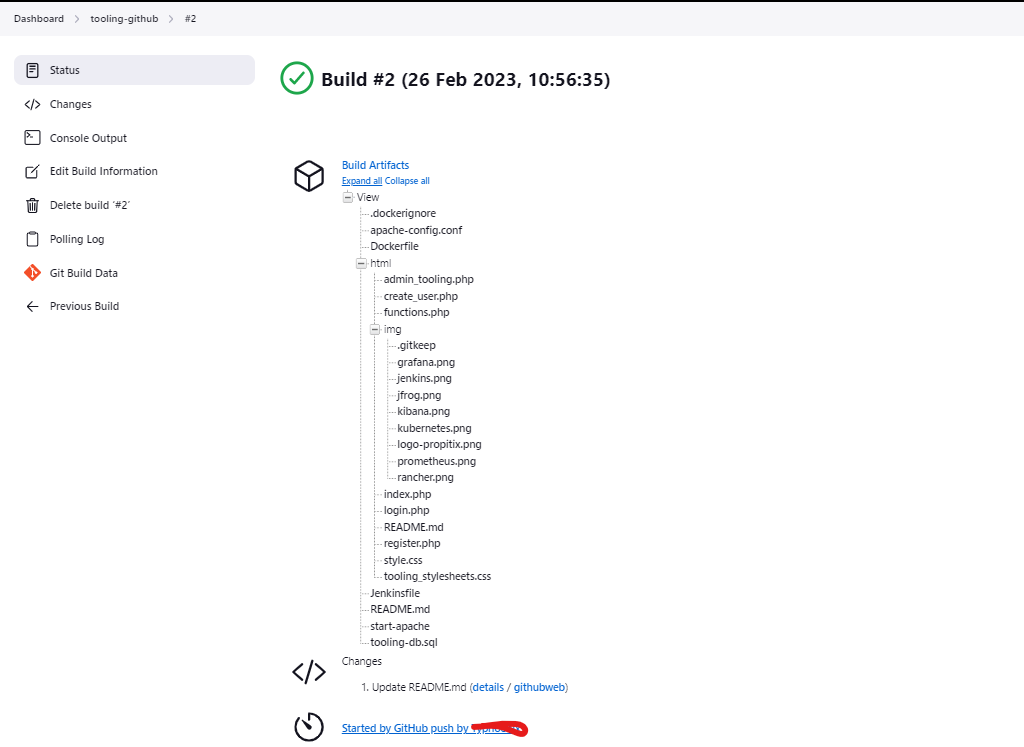 Dashboard > tooling-github > #2
Status
Changes
Console Output
Edit Build Information
Delete build ‘#2’
Polling Log
Git Build Data
Previous Build
Build #2 (26 Feb 2023, 10:56:35)
Build Artifacts
Expand all Collapse all
View
.dockerignore
apache-config.conf
Dockerfile
html
admin_tooling.php
create_user.php
functions.php
img
.gitkeep
grafana.png
jenkins.png
jfrog.png
kibana.png
kubernetes.png
logo-propitix.png
prometheus.png
rancher.png
index.php
login.php
README.md
register.php
style.css
tooling_stylesheets.css
Jenkinsfile
README.md
start-apache
tooling-db.sql
Changes
1. Update README.md (details / githubweb)
Started by GitHub push by